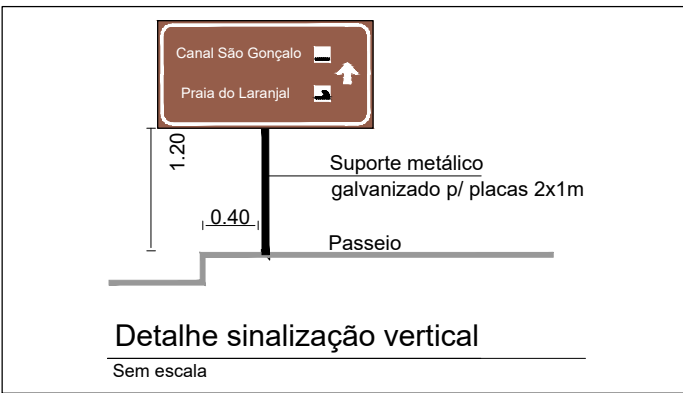 Canal São Gonçalo
Praia do Laranjal
1.20
Suporte metálico
galvanizado p/ placas 2x1m
0.40
Passeio
Detalhe sinalização vertical
Sem escala